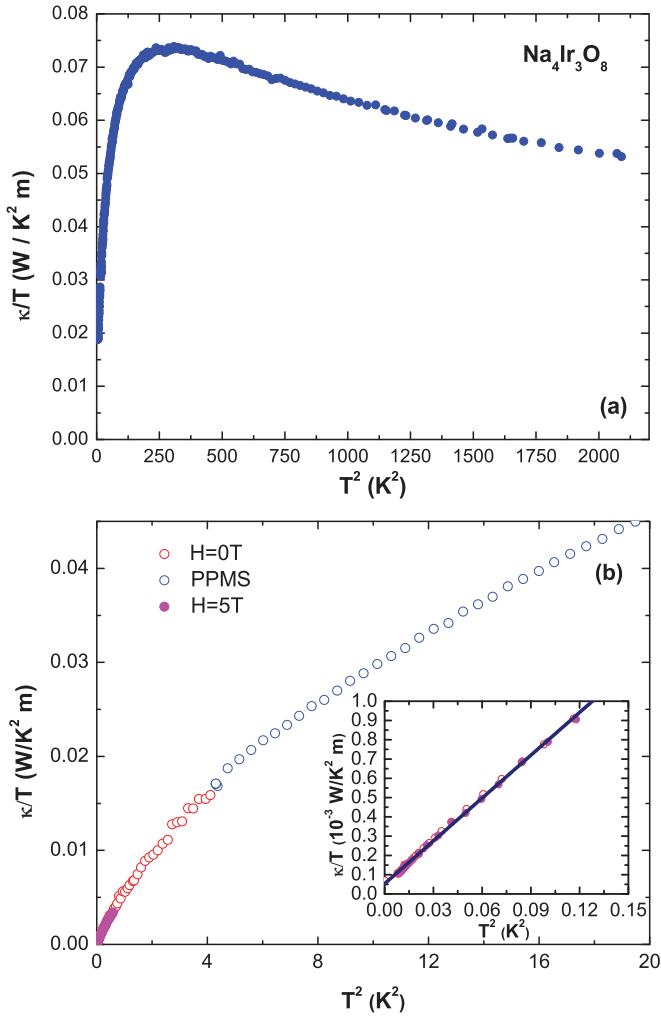 0.08
0.07
0.06
0.05
0.04
0.03
0.02
0.01
0.00
κ/T (W / K² m)
Na₄Ir₃O₈
(a)
0 250 500 750 1000 1250 1500 1750 2000
T² (K²)
0.04
0.03
0.02
0.01
0.00
κ/T (W/K² m)
H=0T
PPMS
H=5T
(b)
1.0
0.9
0.8
0.7
0.6
0.5
0.4
0.3
0.2
0.1
0.0
κ/T (10⁻³ W/K² m)
0.00 0.03 0.06 0.09 0.12 0.15
T² (K²)
0 4 8 12 16 20
T² (K²)